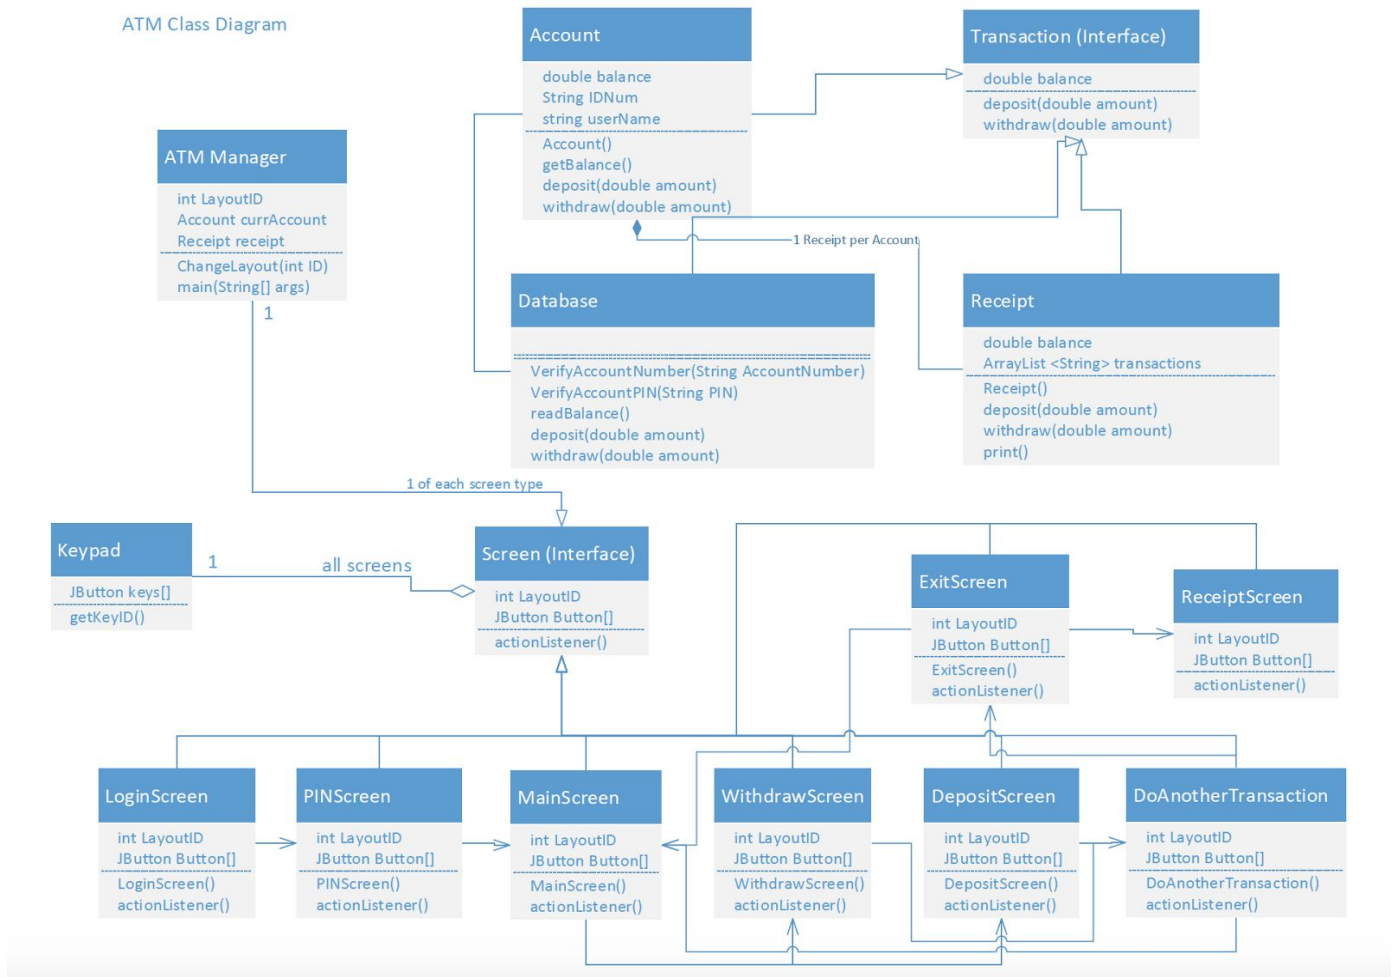 ATM Class Diagram
Account
double balance
String IDNum
string userName
Account()
getBalance()
deposit(double amount)
withdraw(double amount)
Transaction (Interface)
double balance
deposit(double amount)
withdraw(double amount)
ATM Manager
int LayoutID
Account currAccount
Receipt receipt
ChangeLayout(int ID)
main(String[] args)
1
1 Receipt per Account
Database
VerifyAccountNumber(String AccountNumber)
VerifyAccountPIN(String PIN)
readBalance()
deposit(double amount)
withdraw(double amount)
Receipt
double balance
ArrayList <String> transactions
Receipt()
deposit(double amount)
withdraw(double amount)
print()
1 of each screen type
Keypad
JButton keys[]
getKeyID()
1
all screens
Screen (Interface)
int LayoutID
JButton Button[]
actionListener()
ExitScreen
int LayoutID
JButton Button[]
ExitScreen()
actionListener()
ReceiptScreen
int LayoutID
JButton Button[]
actionListener()
LoginScreen
int LayoutID
JButton Button[]
LoginScreen()
actionListener()
PINScreen
int LayoutID
JButton Button[]
PINScreen()
actionListener()
MainScreen
int LayoutID
JButton Button[]
MainScreen()
actionListener()
WithdrawScreen
int LayoutID
JButton Button[]
WithdrawScreen()
actionListener()
DepositScreen
int LayoutID
JButton Button[]
DepositScreen()
actionListener()
DoAnotherTransaction
int LayoutID
JButton Button[]
DoAnotherTransaction()
actionListener()